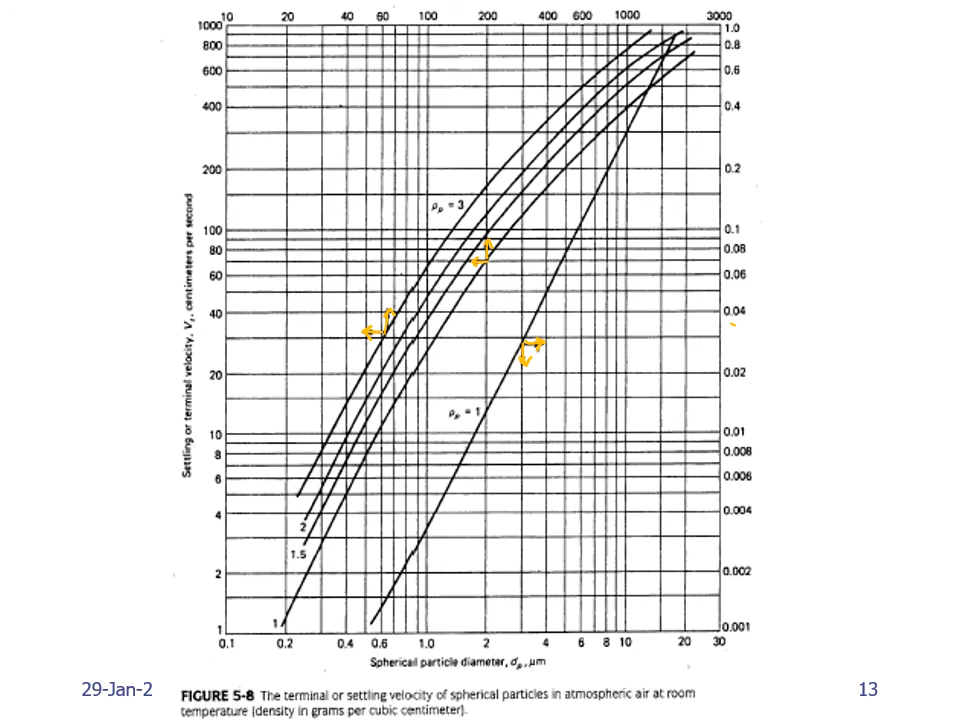 10 20 40 60 100 200 400 600 1000 3000
1000 1.0
800 0.8
600 0.6
400 0.4
200 0.2
ρp = 3
100 0.1
80 0.08
60 0.06
40 0.04
20 0.02
ρp = 1
10 0.01
8 0.008
6 0.006
4 0.004
2
1.5
2 0.002
1
1 0.001
0.1 0.2 0.4 0.6 1.0 2 4 6 8 10 20 30
Settling or terminal velocity, Vt, centimeters per second
Spherical particle diameter, dp, μm
29-Jan-2
13
FIGURE 5-8 The terminal or settling velocity of spherical particles in atmospheric air at room
temperature (density in grams per cubic centimeter).